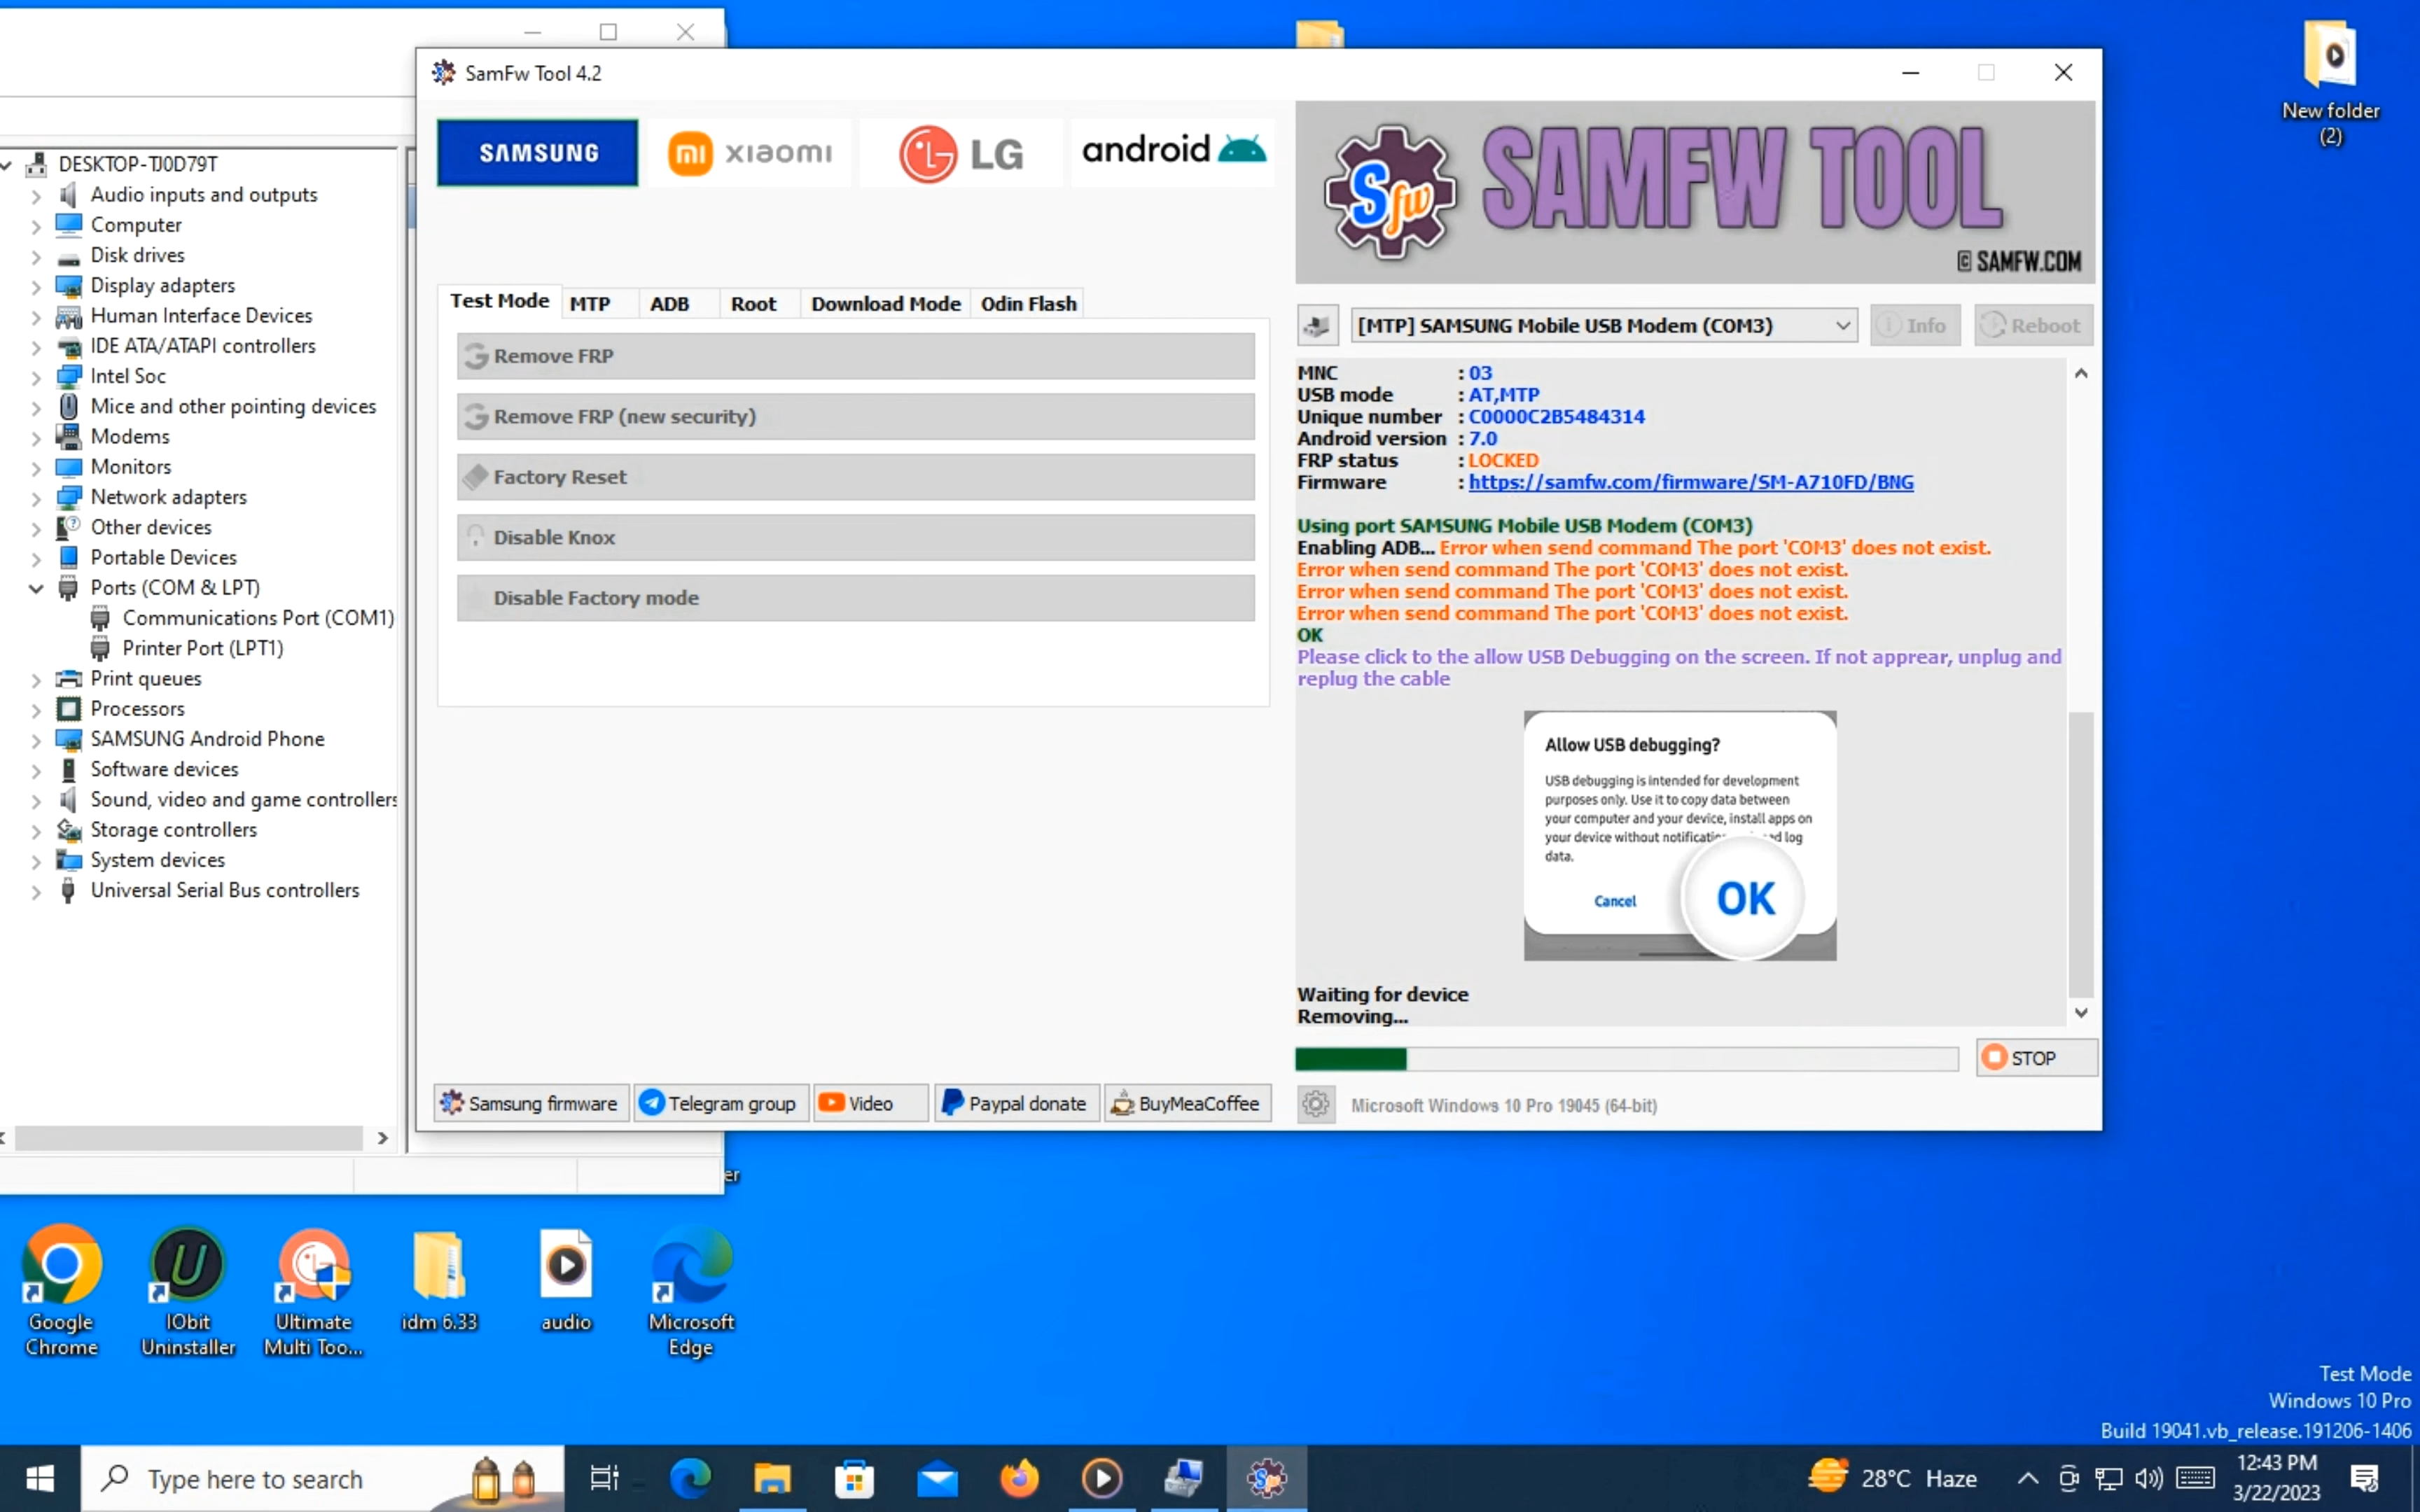 DESKTOP-TJ0D79T
Audio inputs and outputs
Computer
Disk drives
Display adapters
Human Interface Devices
IDE ATA/ATAPI controllers
Intel Soc
Mice and other pointing devices
Modems
Monitors
Network adapters
Other devices
Portable Devices
Ports (COM & LPT)
Communications Port (COM1)
Printer Port (LPT1)
Print queues
Processors
SAMSUNG Android Phone
Software devices
Sound, video and game controllers
Storage controllers
System devices
Universal Serial Bus controllers
SamFw Tool 4.2
SAMSUNG
mi xiaomi
LG
android
Test Mode MTP ADB Root Download Mode Odin Flash
Remove FRP
Remove FRP (new security)
Factory Reset
Disable Knox
Disable Factory mode
Samsung firmware Telegram group Video Paypal donate BuyMeaCoffee
Sfw SAMFW TOOL
© SAMFW.COM
[MTP] SAMSUNG Mobile USB Modem (COM3) Info Reboot
MNC : 03
USB mode : AT,MTP
Unique number : C0000C2B5484314
Android version : 7.0
FRP status : LOCKED
Firmware : https://samfw.com/firmware/SM-A710FD/BNG
Using port SAMSUNG Mobile USB Modem (COM3)
Enabling ADB... Error when send command The port 'COM3' does not exist.
Error when send command The port 'COM3' does not exist.
Error when send command The port 'COM3' does not exist.
Error when send command The port 'COM3' does not exist.
OK
Please click to the allow USB Debugging on the screen. If not apprear, unplug and
replug the cable
Allow USB debugging?
USB debugging is intended for development
purposes only. Use it to copy data between
your computer and your device, install apps on
your device without log
data.
Cancel OK
Waiting for device
Removing...
STOP
Microsoft Windows 10 Pro 19045 (64-bit)
New folder
(2)
er
Google
Chrome
IObit
Uninstaller
Ultimate
Multi Too...
idm 6.33
audio
Microsoft
Edge
Test Mode
Windows 10 Pro
Build 19041.vb_release.191206-1406
Type here to search
28°C Haze
12:43 PM
3/22/2023